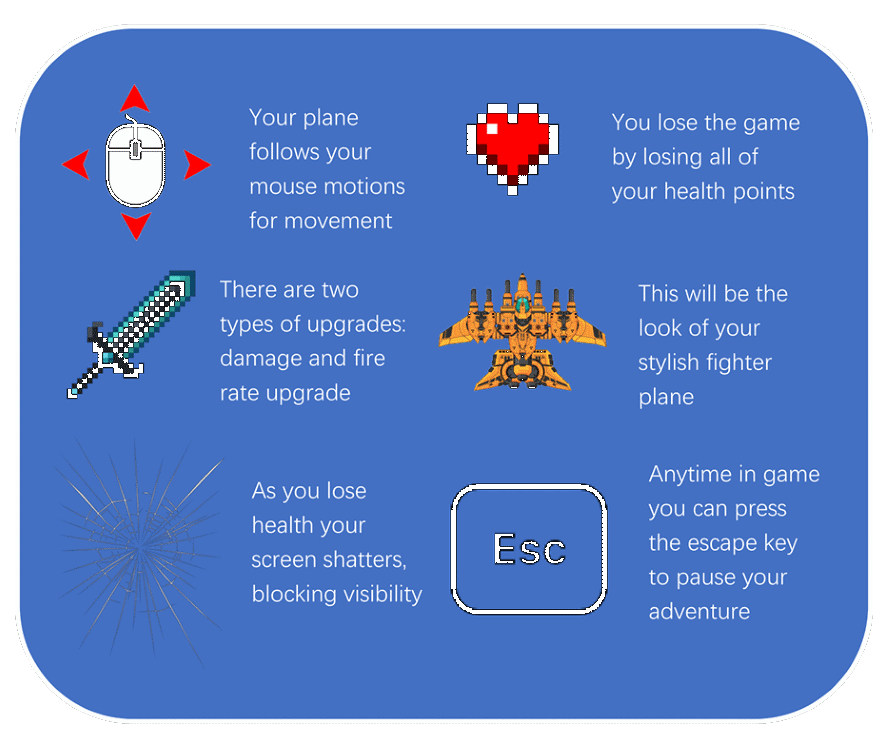 Your plane
follows your
mouse motions
for movement
You lose the game
by losing all of
your health points
There are two
types of upgrades:
damage and fire
rate upgrade
This will be the
look of your
stylish fighter
plane
As you lose
health your
screen shatters,
blocking visibility
Esc
Anytime in game
you can press
the escape key
to pause your
adventure